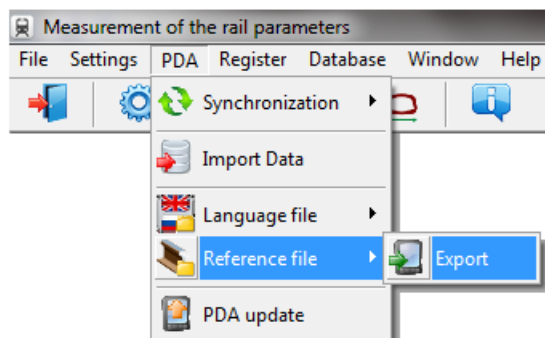 Measurement of the rail parameters
File Settings PDA Register Database Window Help
Synchronization
Import Data
Language file
Reference file Export
PDA update